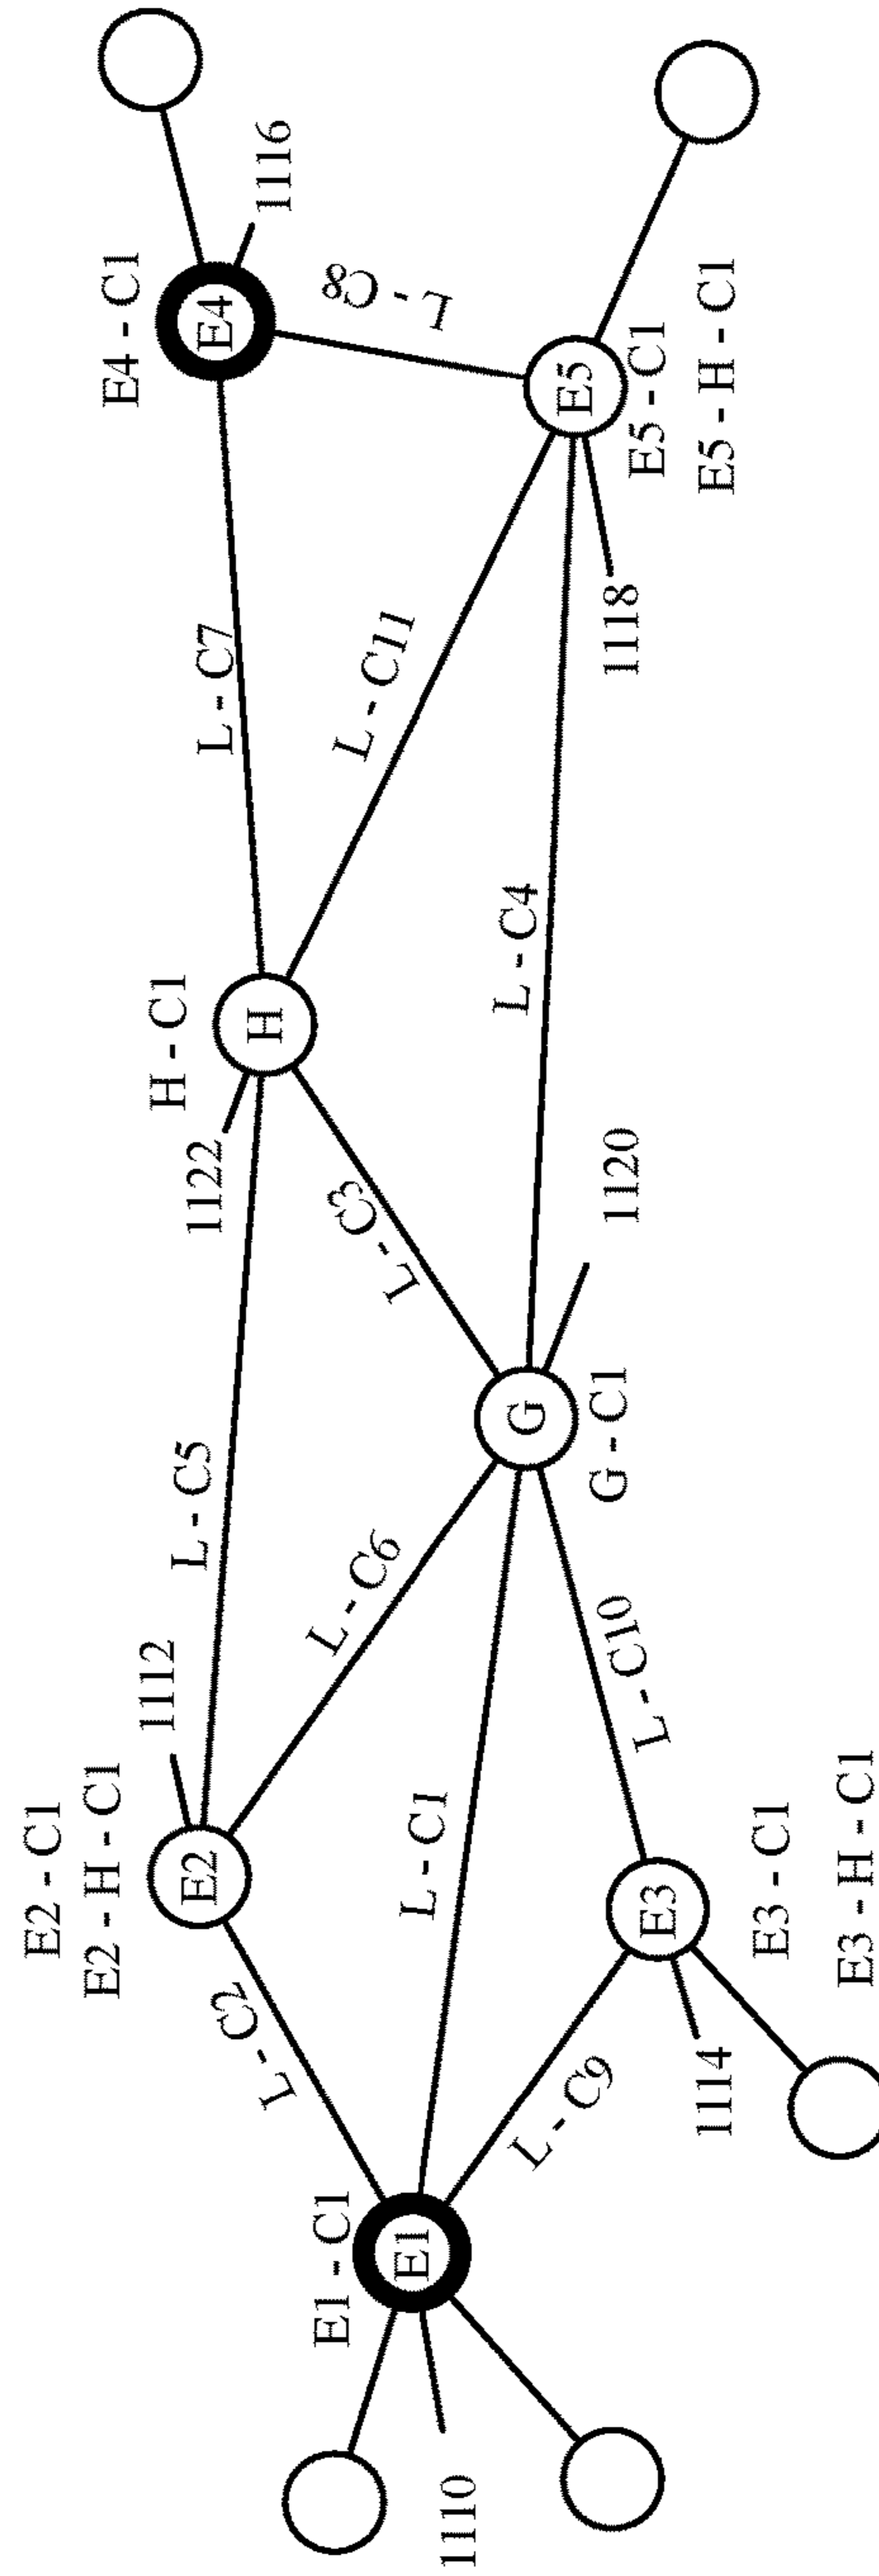 E2 - C1
E2 - H - C1
1112
L - C5
1122
H - C1
L - C7
E4 - C1
E4
1116
E2
L - C2
L - C6
L - C3
H
L - C11
L - C8
E1 - C1
E1
1110
L - C1
G
G - C1
1120
L - C4
1118
E5
E5 - C1
E5 - H - C1
L - C9
L - C10
E3
1114
E3 - C1
E3 - H - C1